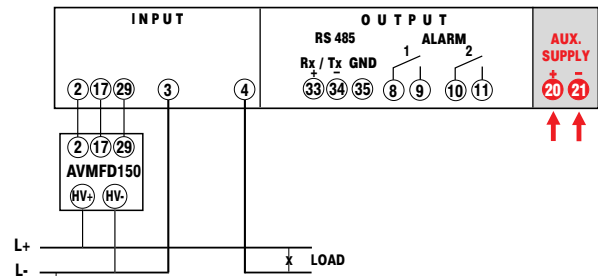 INPUT
OUTPUT
RS 485
ALARM
AUX.
SUPPLY
Rx / Tx GND
1
2
+
−
+
−
2
17
29
3
4
33
34
35
8
9
10
11
20
21
2
17
29
AVMFD150
HV+
HV-
L+
x LOAD
L-